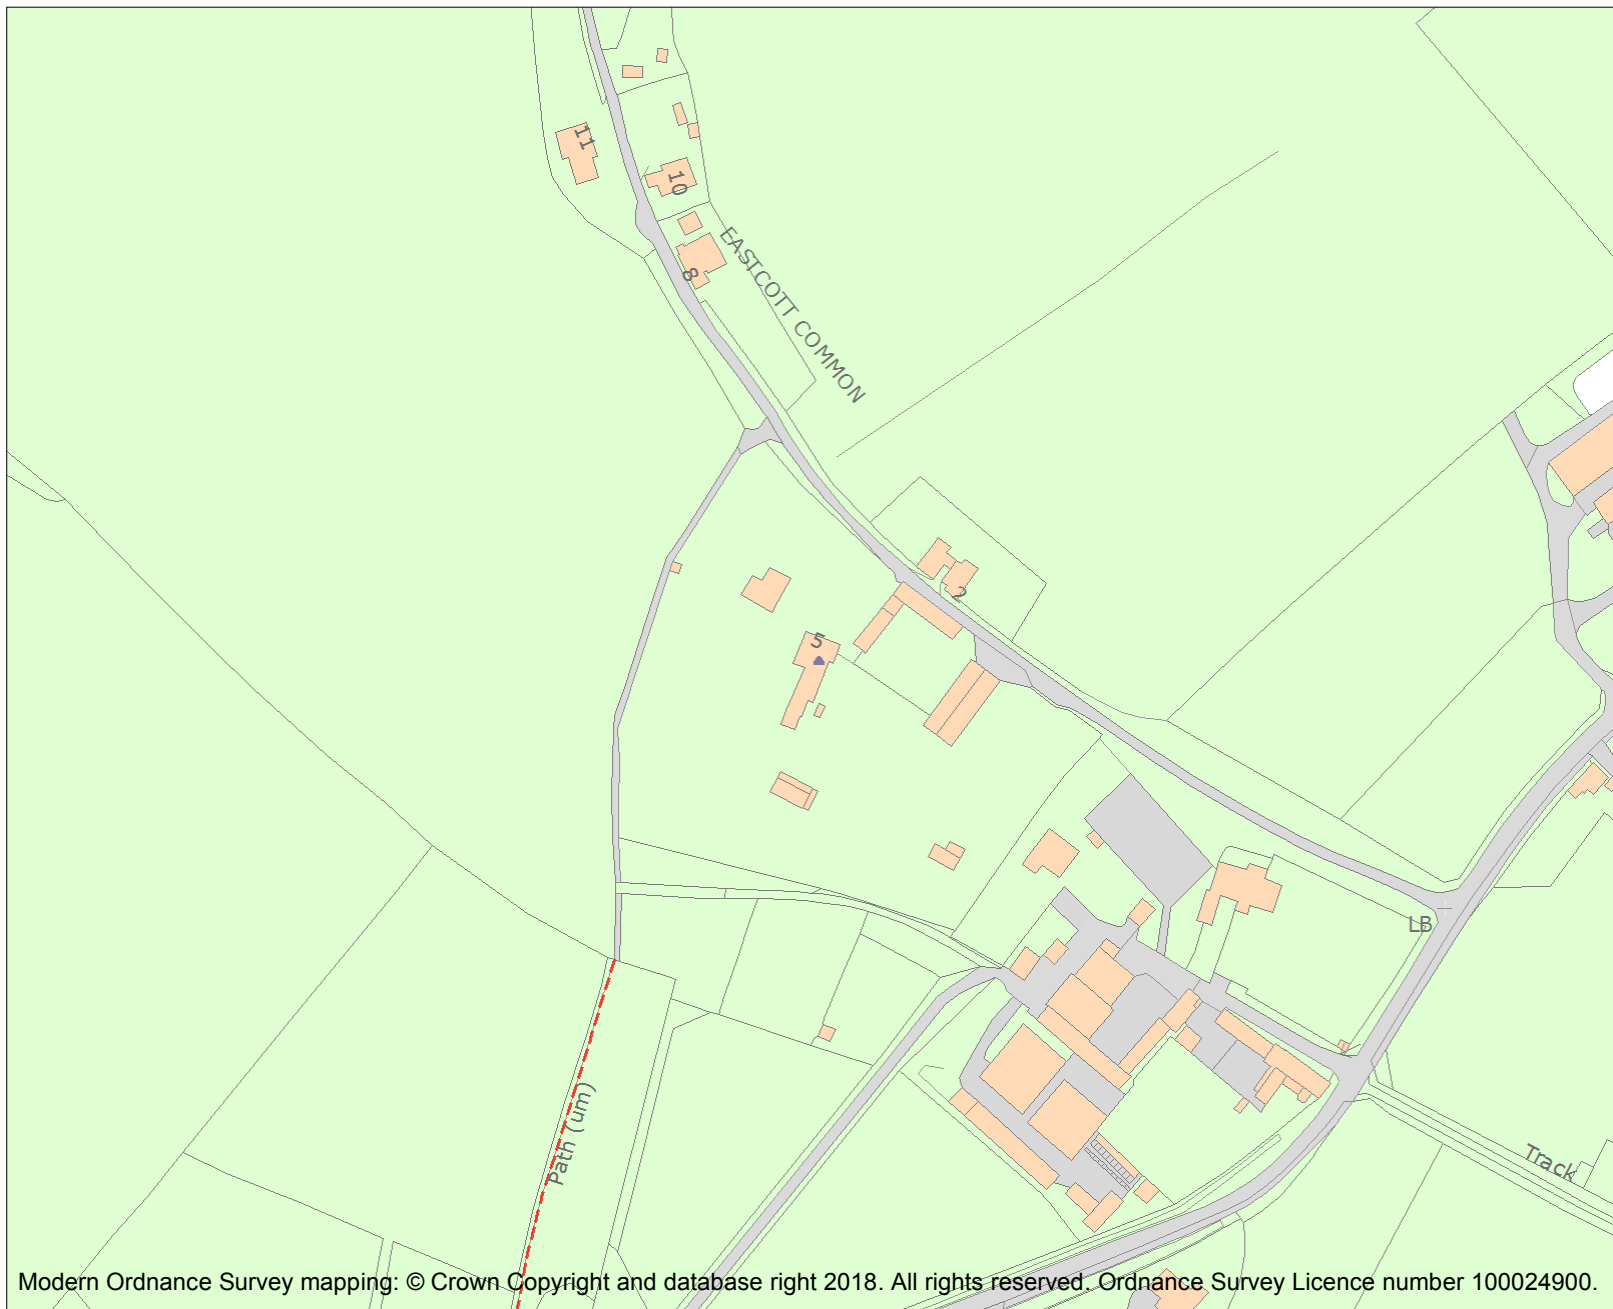 11
10
8
EASTCOTT COMMON
2
5
LB
Path (um)
Track
Modern Ordnance Survey mapping: © Crown Copyright and database right 2018. All rights reserved. Ordnance Survey Licence number 100024900.